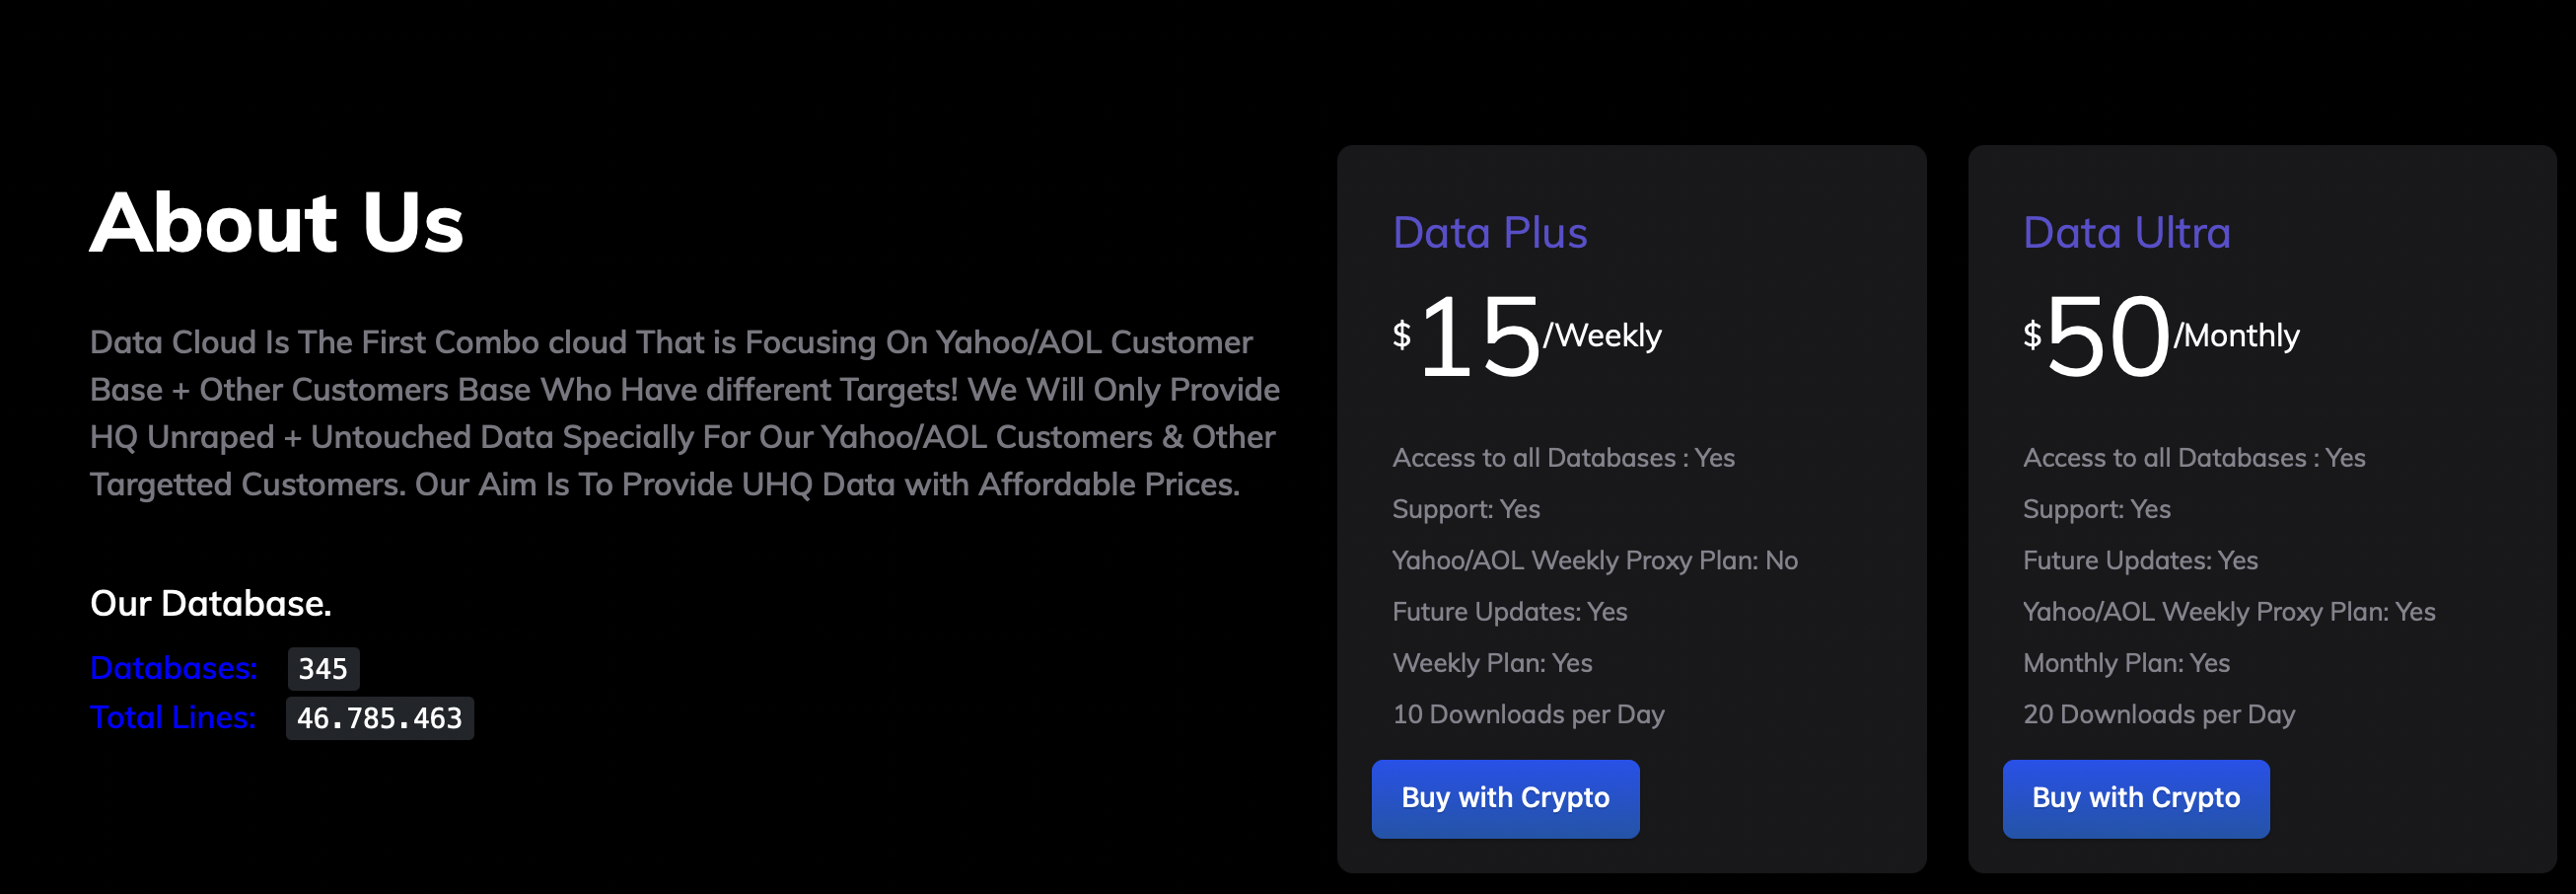 About Us
Data Cloud Is The First Combo cloud That is Focusing On Yahoo/AOL Customer
Base + Other Customers Base Who Have different Targets! We Will Only Provide
HQ Unraped + Untouched Data Specially For Our Yahoo/AOL Customers & Other
Targetted Customers. Our Aim Is To Provide UHQ Data with Affordable Prices.
Our Database.
Databases: 345
Total Lines: 46.785.463
Data Plus
$15/Weekly
Access to all Databases : Yes
Support: Yes
Yahoo/AOL Weekly Proxy Plan: No
Future Updates: Yes
Weekly Plan: Yes
10 Downloads per Day
Buy with Crypto
Data Ultra
$50/Monthly
Access to all Databases : Yes
Support: Yes
Future Updates: Yes
Yahoo/AOL Weekly Proxy Plan: Yes
Monthly Plan: Yes
20 Downloads per Day
Buy with Crypto